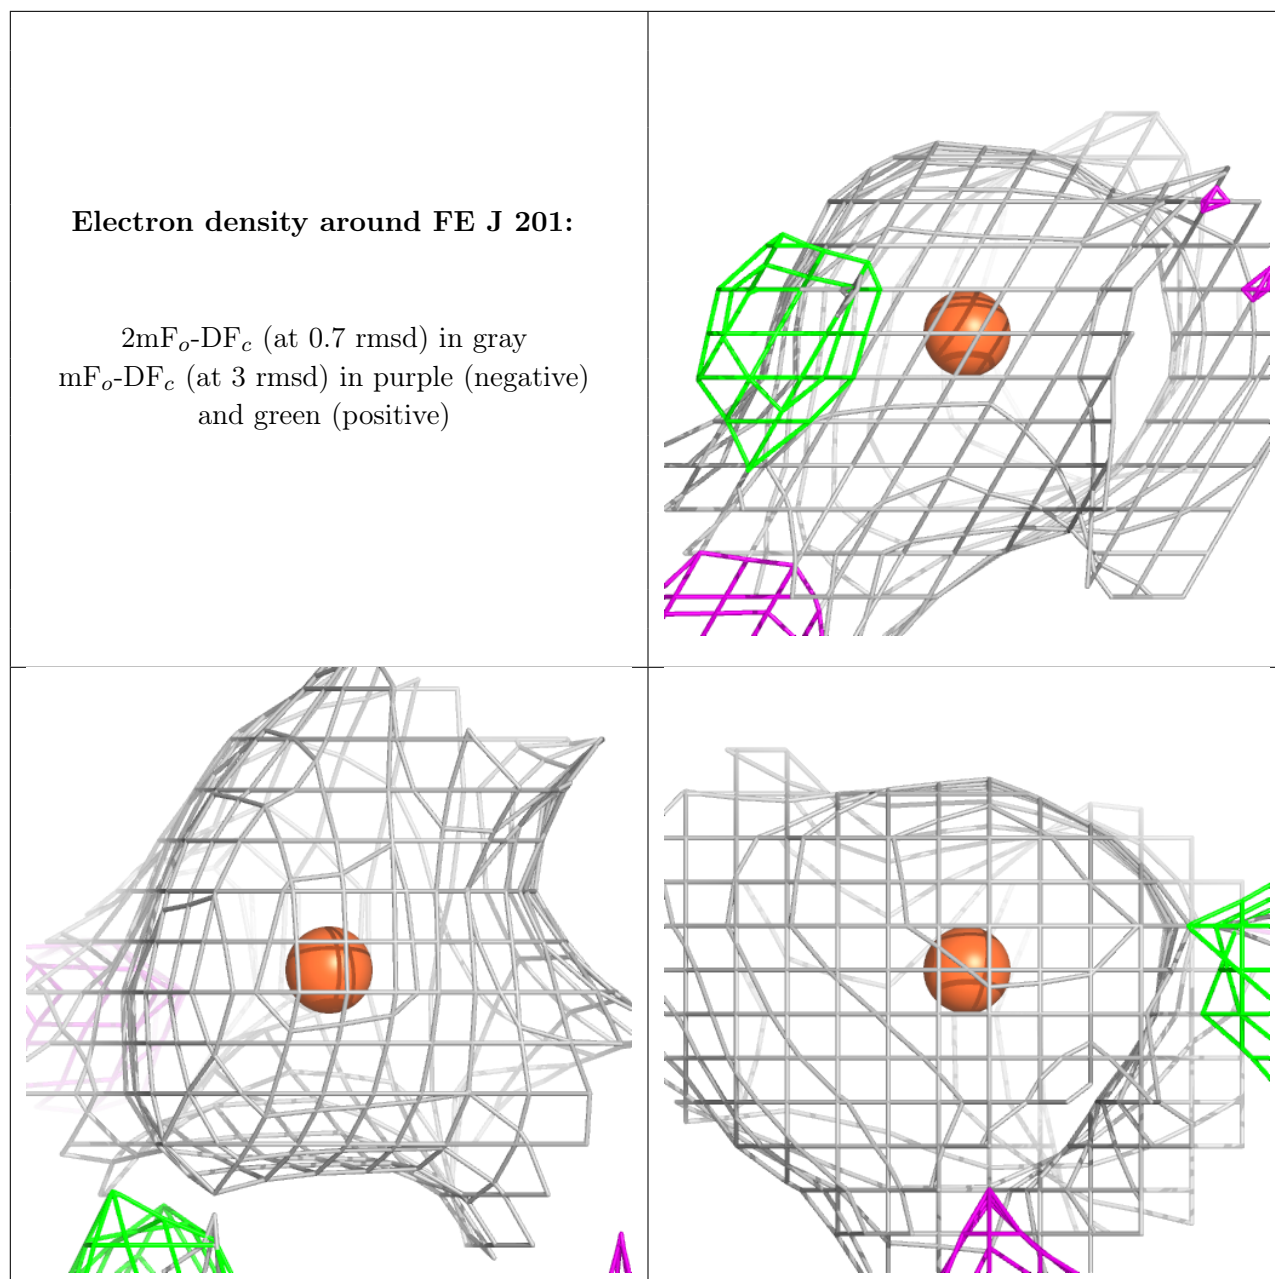 Electron density around FE J 201:
2mFo-DFc (at 0.7 rmsd) in gray
mFo-DFc (at 3 rmsd) in purple (negative)
and green (positive)